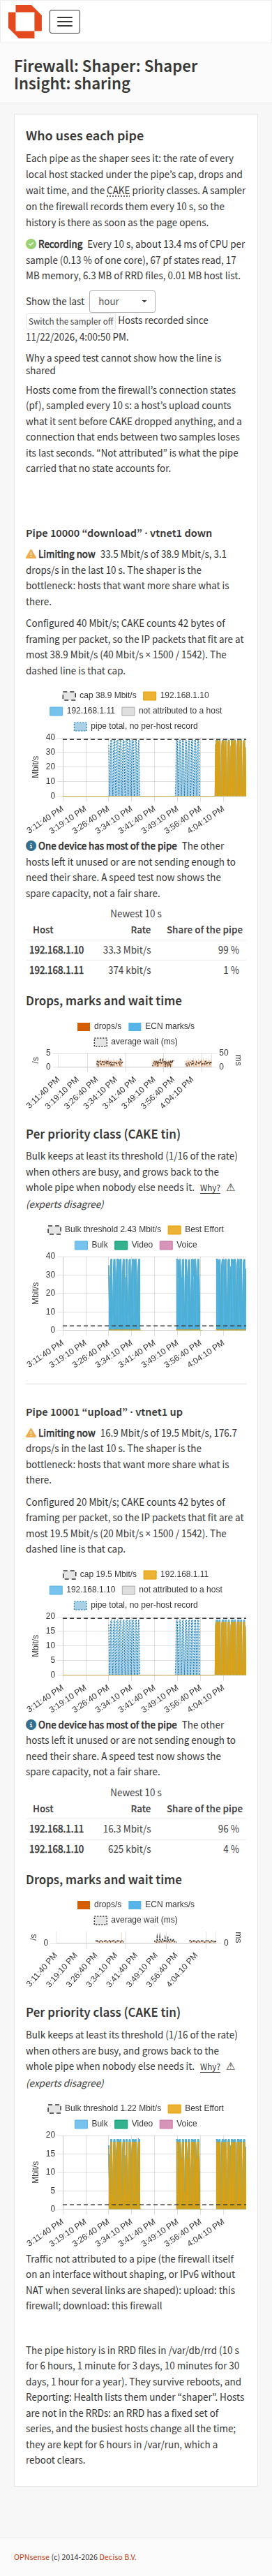 Firewall: Shaper: Shaper
Insight: sharing
Who uses each pipe
Each pipe as the shaper sees it: the rate of every
local host stacked under the pipe’s cap, drops and
wait time, and the CAKE priority classes. A sampler
on the firewall records them every 10 s, so the
history is there as soon as the page opens.
Recording Every 10 s, about 13.4 ms of CPU per
sample (0.13 % of one core), 67 pf states read, 17
MB memory, 6.3 MB of RRD files, 0.01 MB host list.
Show the last hour
Switch the sampler off Hosts recorded since
11/22/2026, 4:00:50 PM.
Why a speed test cannot show how the line is
shared
Hosts come from the firewall’s connection states
(pf), sampled every 10 s: a host’s upload counts
what it sent before CAKE dropped anything, and a
connection that ends between two samples loses
its last seconds. “Not attributed” is what the pipe
carried that no state accounts for.
Pipe 10000 “download” · vtnet1 down
Limiting now 33.5 Mbit/s of 38.9 Mbit/s, 3.1
drops/s in the last 10 s. The shaper is the
bottleneck: hosts that want more share what is
there.
Configured 40 Mbit/s; CAKE counts 42 bytes of
framing per packet, so the IP packets that fit are at
most 38.9 Mbit/s (40 Mbit/s × 1500 / 1542). The
dashed line is that cap.
cap 38.9 Mbit/s 192.168.1.10
192.168.1.11 not attributed to a host
pipe total, no per-host record
40
30
20
10
0
Mbit/s
3:11:40 PM 3:19:10 PM 3:26:40 PM 3:34:10 PM 3:41:40 PM 3:49:10 PM 3:56:40 PM 4:04:10 PM
One device has most of the pipe The other
hosts left it unused or are not sending enough to
need their share. A speed test now shows the
spare capacity, not a fair share.
Newest 10 s
Host Rate Share of the pipe
192.168.1.10 33.3 Mbit/s 99 %
192.168.1.11 374 kbit/s 1 %
Drops, marks and wait time
drops/s ECN marks/s
average wait (ms)
5 50
0 0
/s ms
3:11:40 PM 3:19:10 PM 3:26:40 PM 3:34:10 PM 3:41:40 PM 3:49:10 PM 3:56:40 PM 4:04:10 PM
Per priority class (CAKE tin)
Bulk keeps at least its threshold (1/16 of the rate)
when others are busy, and grows back to the
whole pipe when nobody else needs it. Why? ⚠
(experts disagree)
Bulk threshold 2.43 Mbit/s Best Effort
Bulk Video Voice
40
30
20
10
0
Mbit/s
3:11:40 PM 3:19:10 PM 3:26:40 PM 3:34:10 PM 3:41:40 PM 3:49:10 PM 3:56:40 PM 4:04:10 PM
Pipe 10001 “upload” · vtnet1 up
Limiting now 16.9 Mbit/s of 19.5 Mbit/s, 176.7
drops/s in the last 10 s. The shaper is the
bottleneck: hosts that want more share what is
there.
Configured 20 Mbit/s; CAKE counts 42 bytes of
framing per packet, so the IP packets that fit are at
most 19.5 Mbit/s (20 Mbit/s × 1500 / 1542). The
dashed line is that cap.
cap 19.5 Mbit/s 192.168.1.11
192.168.1.10 not attributed to a host
pipe total, no per-host record
20
15
10
5
0
Mbit/s
3:11:40 PM 3:19:10 PM 3:26:40 PM 3:34:10 PM 3:41:40 PM 3:49:10 PM 3:56:40 PM 4:04:10 PM
One device has most of the pipe The other
hosts left it unused or are not sending enough to
need their share. A speed test now shows the
spare capacity, not a fair share.
Newest 10 s
Host Rate Share of the pipe
192.168.1.11 16.3 Mbit/s 96 %
192.168.1.10 625 kbit/s 4 %
Drops, marks and wait time
drops/s ECN marks/s
average wait (ms)
0 0
/s ms
3:11:40 PM 3:19:10 PM 3:26:40 PM 3:34:10 PM 3:41:40 PM 3:49:10 PM 3:56:40 PM 4:04:10 PM
Per priority class (CAKE tin)
Bulk keeps at least its threshold (1/16 of the rate)
when others are busy, and grows back to the
whole pipe when nobody else needs it. Why? ⚠
(experts disagree)
Bulk threshold 1.22 Mbit/s Best Effort
Bulk Video Voice
20
15
10
5
0
Mbit/s
3:11:40 PM 3:19:10 PM 3:26:40 PM 3:34:10 PM 3:41:40 PM 3:49:10 PM 3:56:40 PM 4:04:10 PM
Traffic not attributed to a pipe (the firewall itself
on an interface without shaping, or IPv6 without
NAT when several links are shaped): upload: this
firewall; download: this firewall
The pipe history is in RRD files in /var/db/rrd (10 s
for 6 hours, 1 minute for 3 days, 10 minutes for 30
days, 1 hour for a year). They survive reboots, and
Reporting: Health lists them under “shaper”. Hosts
are not in the RRDs: an RRD has a fixed set of
series, and the busiest hosts change all the time;
they are kept for 6 hours in /var/run, which a
reboot clears.
OPNsense (c) 2014-2026 Deciso B.V.